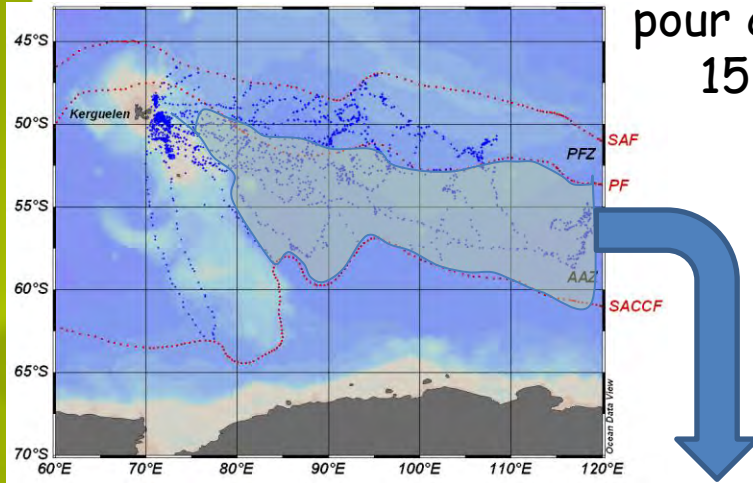 pour
15
45°S
Kerguelen
50°S
SAF
PFZ
PF
55°S
AAZ
60°S
SACCF
65°S
70°S
60°E 70°E 80°E 90°E 100°E 110°E 120°E
Ocean Data View